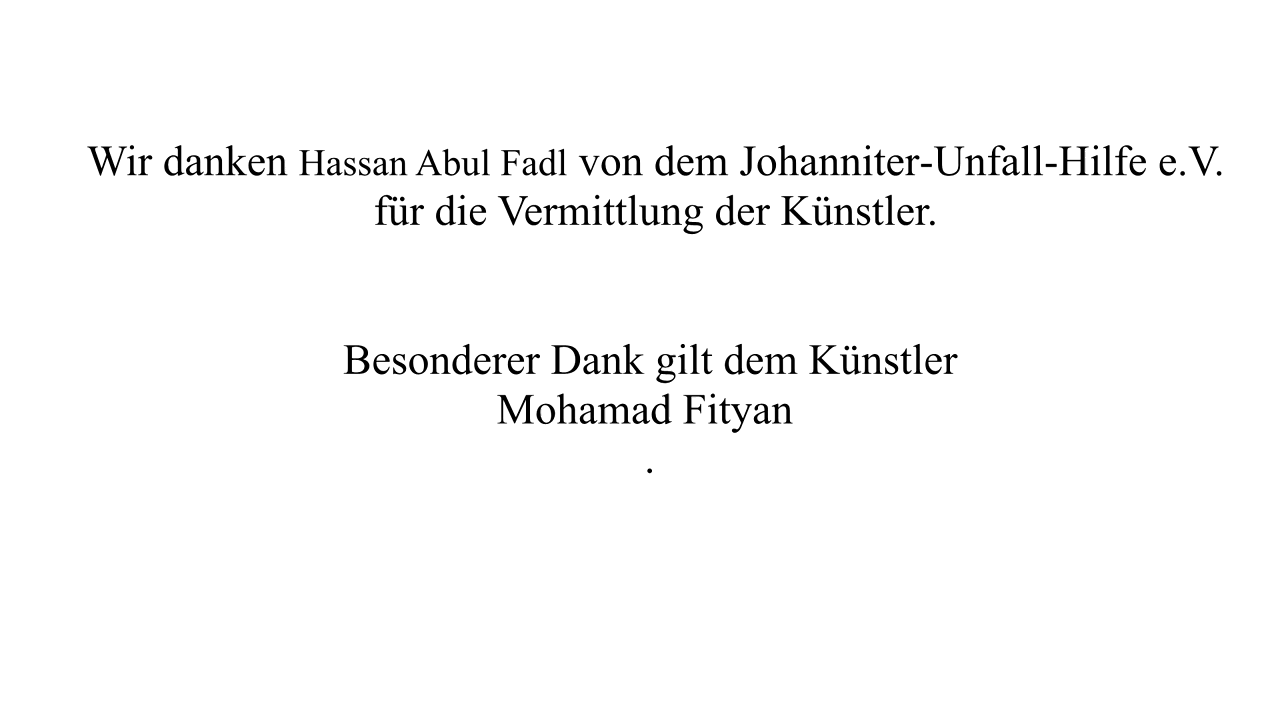 Wir danken Hassan Abul Fadl von dem Johanniter-Unfall-Hilfe e.V.
für die Vermittlung der Künstler.
Besonderer Dank gilt dem Künstler
Mohamad Fityan
.